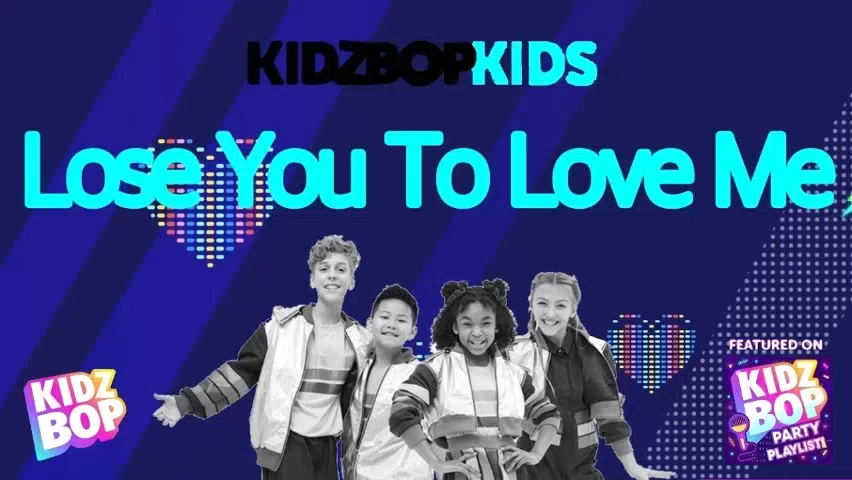 KIDZBOPKIDS
Lose You To Love Me
KIDZ
BOP
FEATURED ON
KIDZ
BOP
PARTY
PLAYLIST!